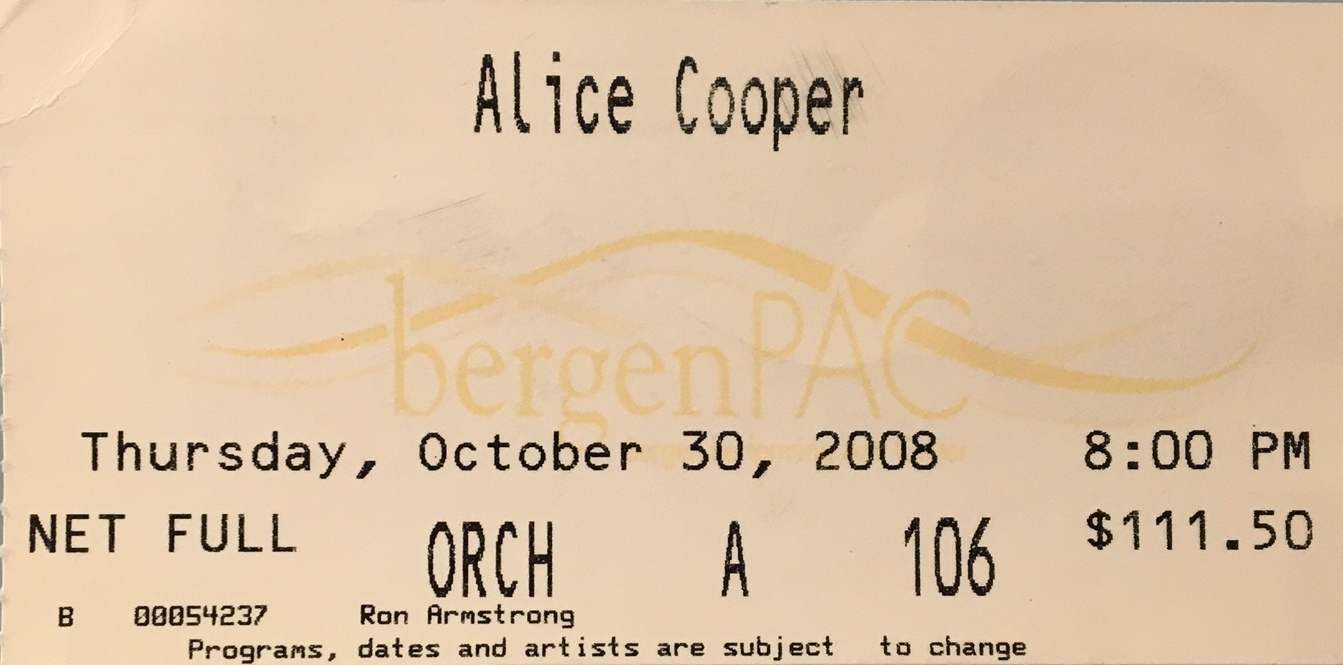 Alice Cooper
bergenPAC
Thursday, October 30, 2008 8:00 PM
NET FULL ORCH A 106 $111.50
B 00054237 Ron Armstrong
Programs, dates and artists are subject to change